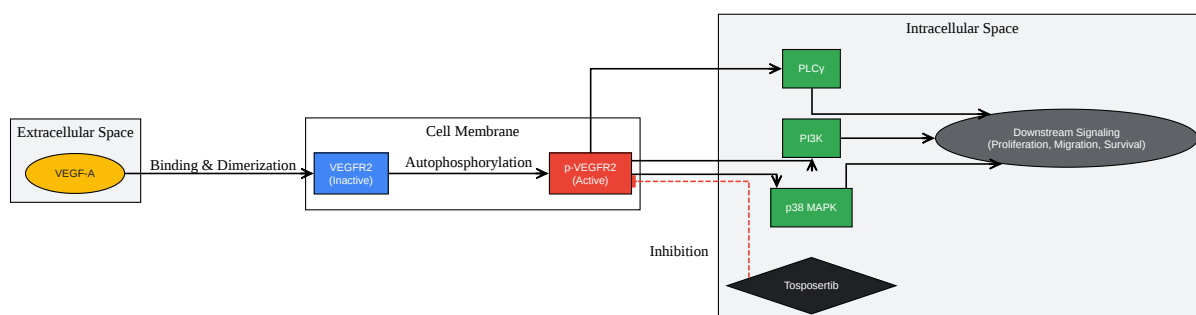 Extracellular Space
VEGF-A
Binding & Dimerization
Cell Membrane
VEGFR2
(Inactive)
Autophosphorylation
p-VEGFR2
(Active)
Inhibition
Intracellular Space
PLCγ
PI3K
p38 MAPK
Tosposertib
Downstream Signaling
(Proliferation, Migration, Survival)